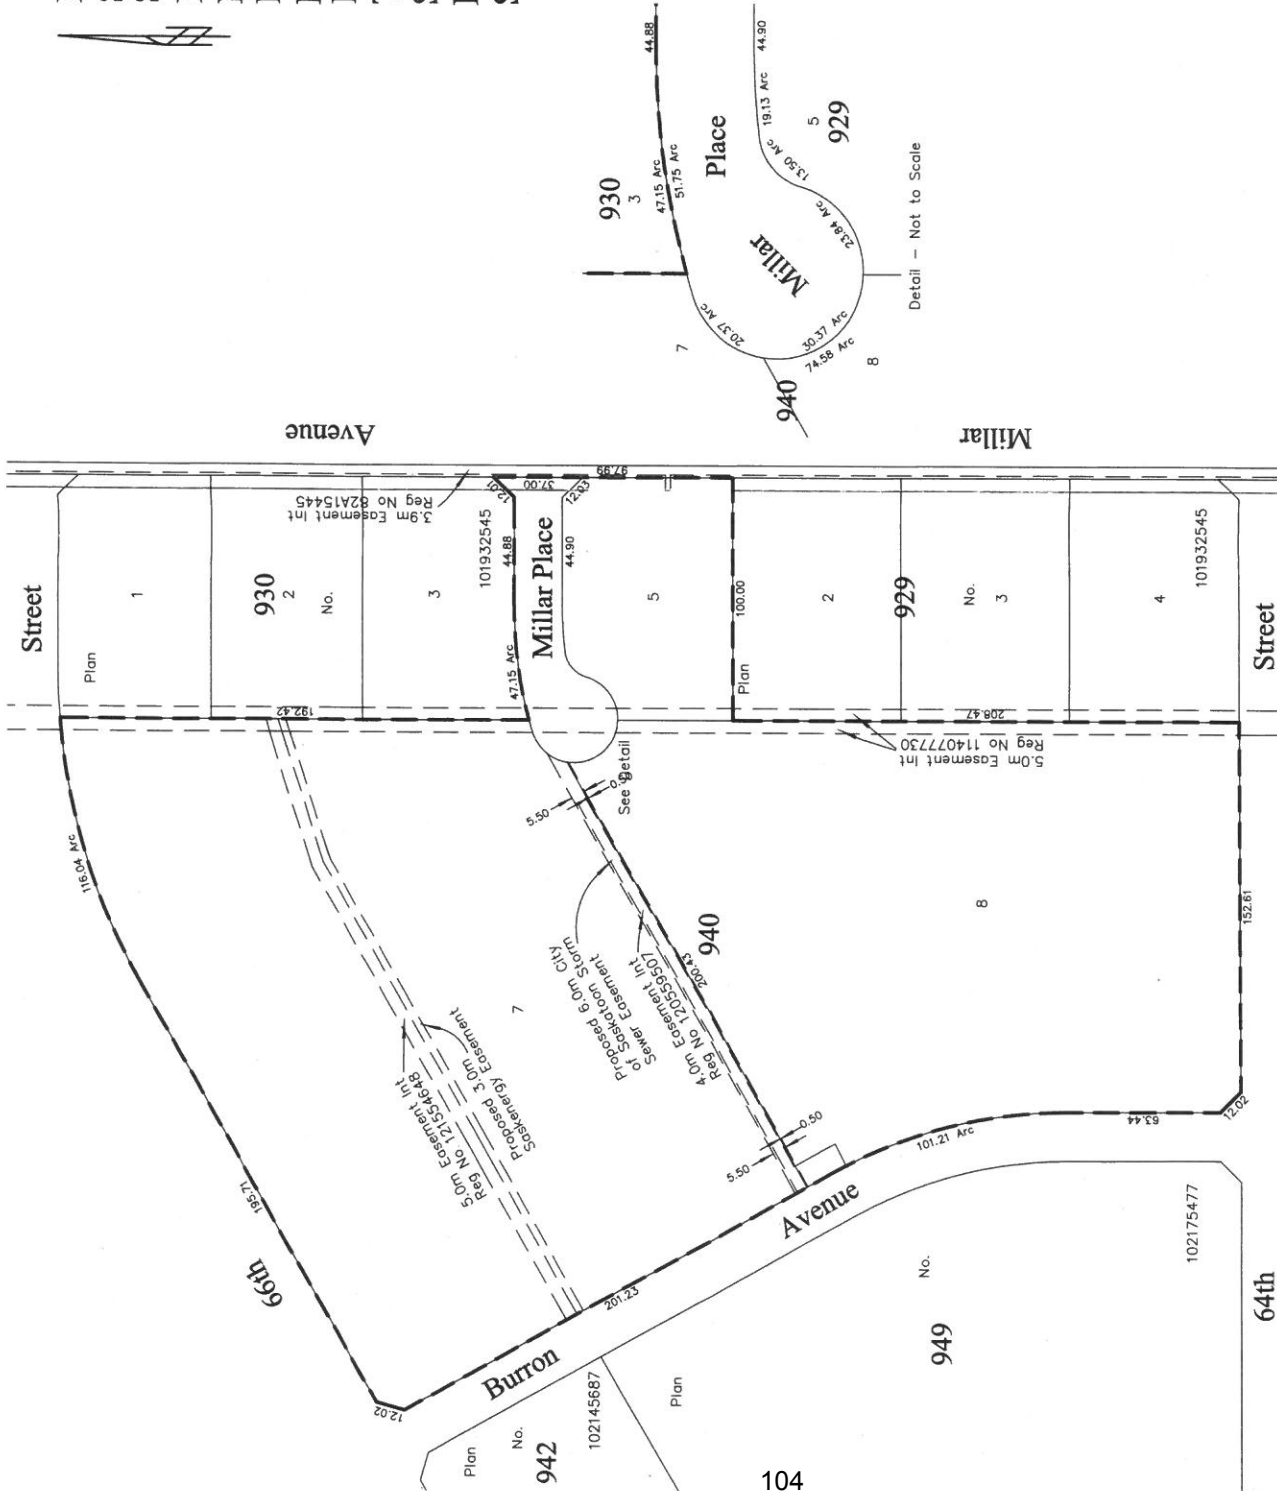 44.88
44.90
19.13 Arc
Place
5
929
13.50 Arc
47.15 Arc
51.75 Arc
930
3
23.84 Arc
Millar
Detail - Not to Scale
20.37 Arc
30.37 Arc
74.58 Arc
7
8
940
Avenue
Millar
97.99
37.00
12.01
12.03
3.9m Easement Int
Reg No 82A15445
Street
1
930
2
No.
3
101932545
44.88
Millar Place
44.90
5
100.00
2
929
No.
3
4
101932545
Street
Plan
47.15 Arc
Plan
192.42
208.47
5.0m Easement Int
Reg No 114077730
See Detail
5.50
116.04 Arc
8
152.61
940
200.43
Proposed 6.0m City
of Saskatoon Storm
Sewer Easement
4.0m Easement Int
Reg No 120559507
7
5.0m Easement Int
Reg No. 121554648
Proposed 3.0m
Saskenergy Easement
0.50
5.50
101.21 Arc
63.44
12.02
195.71
66th
201.23
Avenue
Burron
12.02
No.
949
102175477
64th
Plan
No.
942
102145687
Plan
104